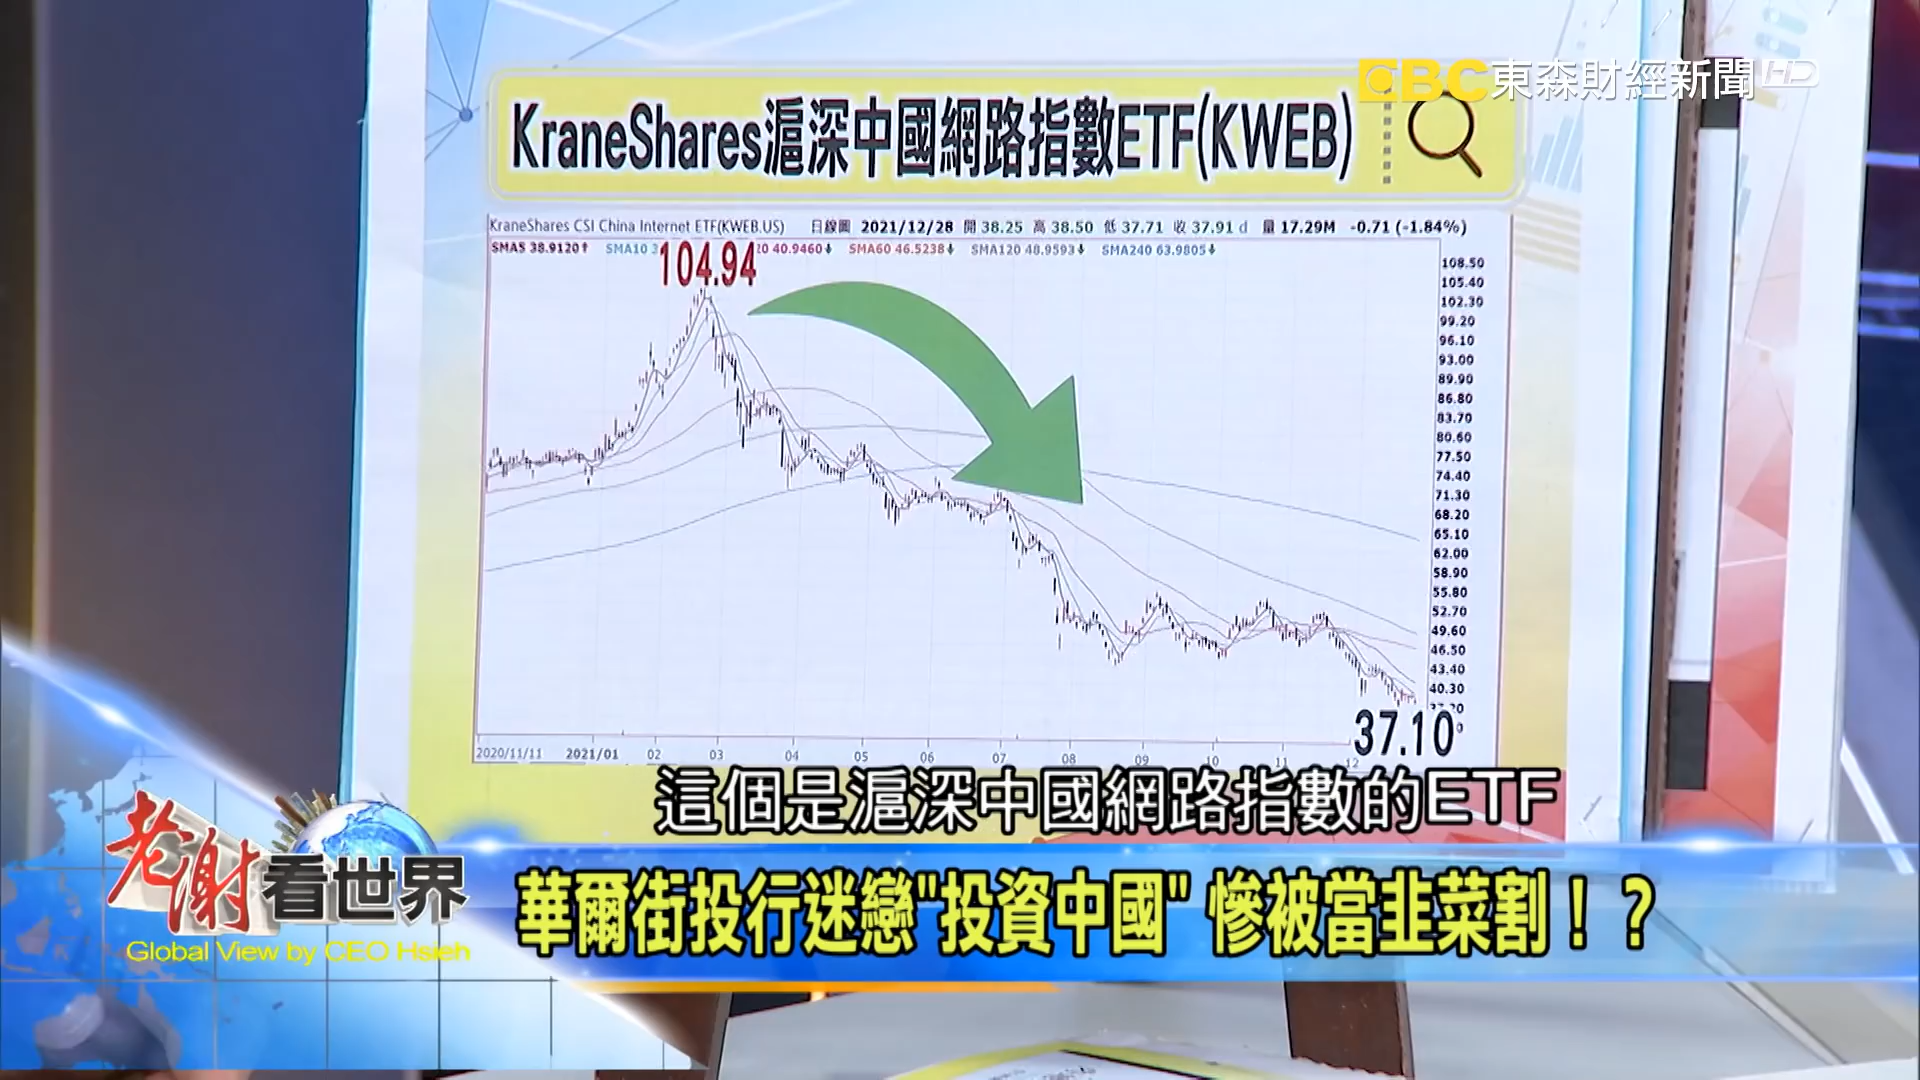 EBC東森財經新聞HD
KraneShares滬深中國網路指數ETF(KWEB)
KraneShares CSI China Internet ETF(KWEB.US) 日線圖 2021/12/28 開 38.25 高 38.50 低 37.71 收 37.91 d 量 17.29M -0.71 (-1.84%)
SMA5 38.9120↑ SMA10 3 20 40.9460↓ SMA60 46.5238↓ SMA120 48.9593↓ SMA240 63.9805↓
104.94
108.50
105.40
102.30
99.20
96.10
93.00
89.90
86.80
83.70
80.60
77.50
74.40
71.30
68.20
65.10
62.00
58.90
55.80
52.70
49.60
46.50
43.40
40.30
37.20
37.10
2020/11/11 2021/01 02 03 04 05 06 07 08 09 10 11 12
這個是滬深中國網路指數的ETF
老謝看世界
Global View by CEO Hsieh
華爾街投行迷戀"投資中國" 慘被當韭菜割！？